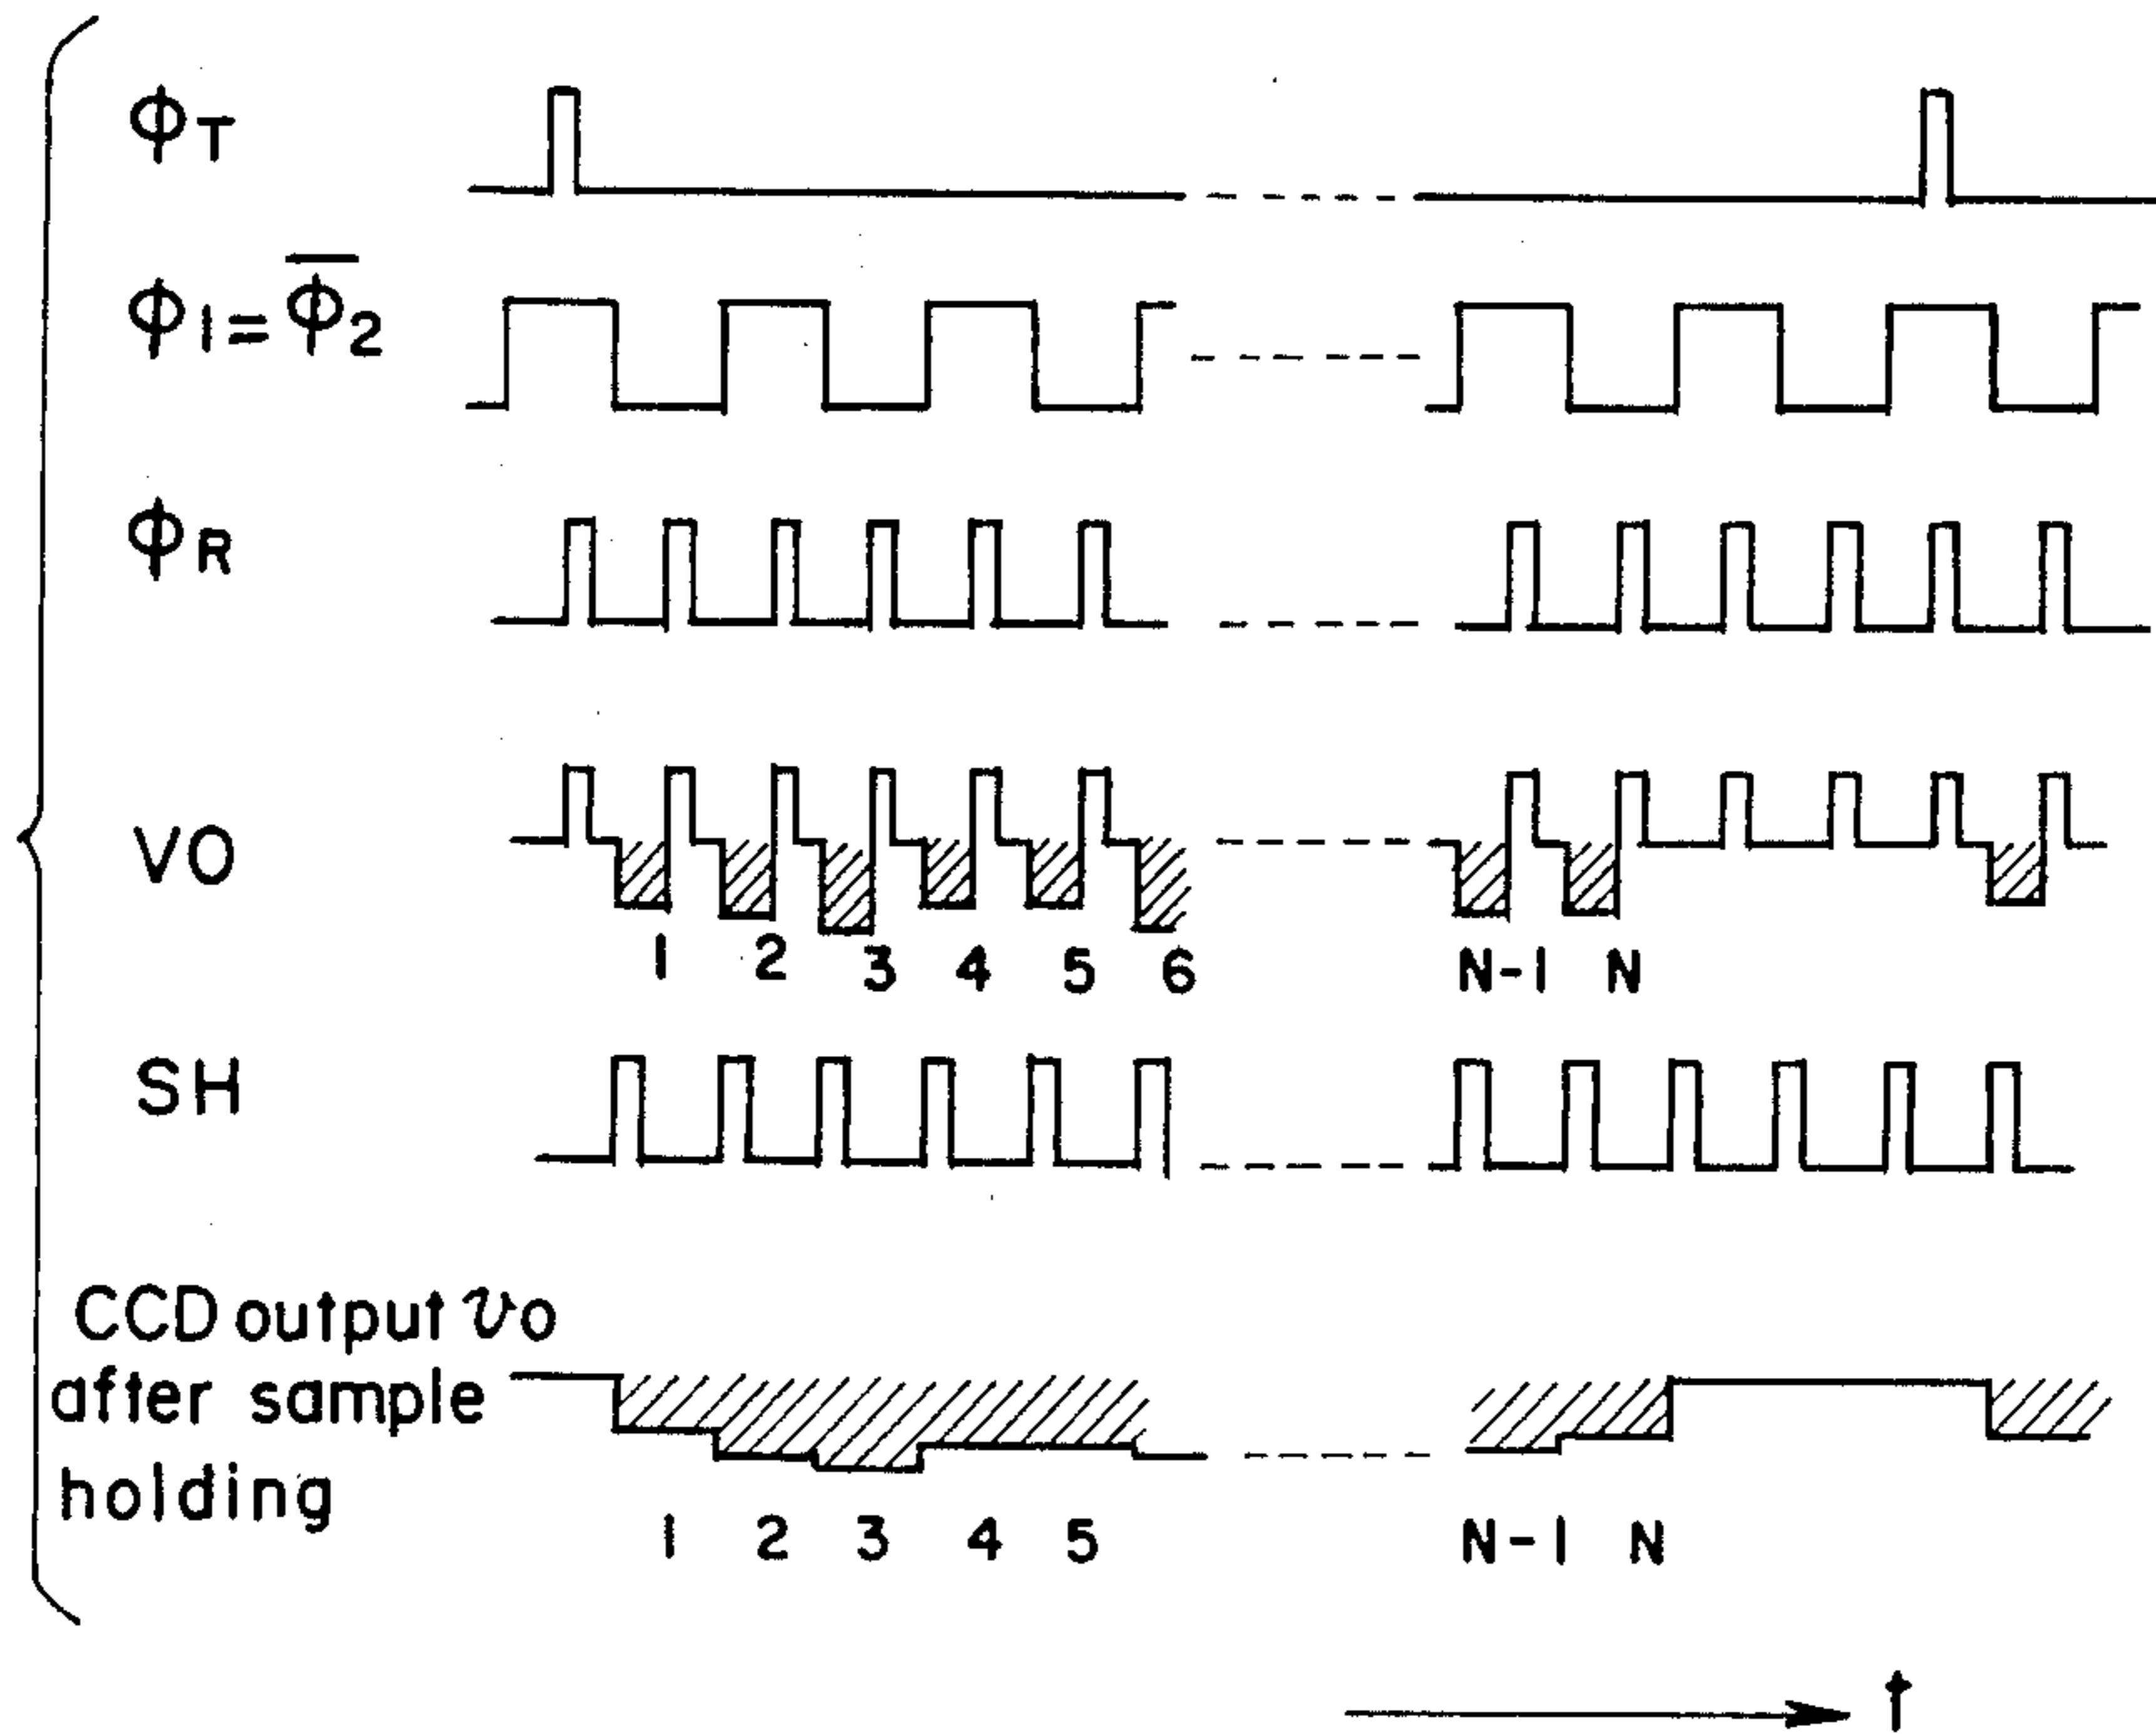 ϕT
ϕ1=ϕ̅2
ϕR
VO
1 2 3 4 5 6 N-1 N
SH
CCD output vo
after sample
holding
1 2 3 4 5 N-1 N
t